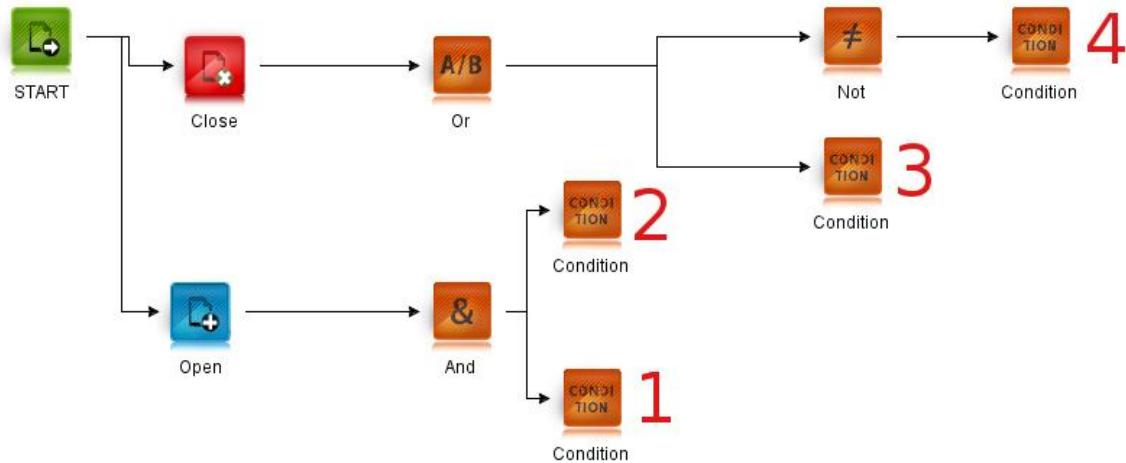 START
Close
A/B
Or
≠
Not
CONDI
TION
Condition
4
CONDI
TION
Condition
3
CONDI
TION
Condition
2
Open
&
And
CONDI
TION
Condition
1